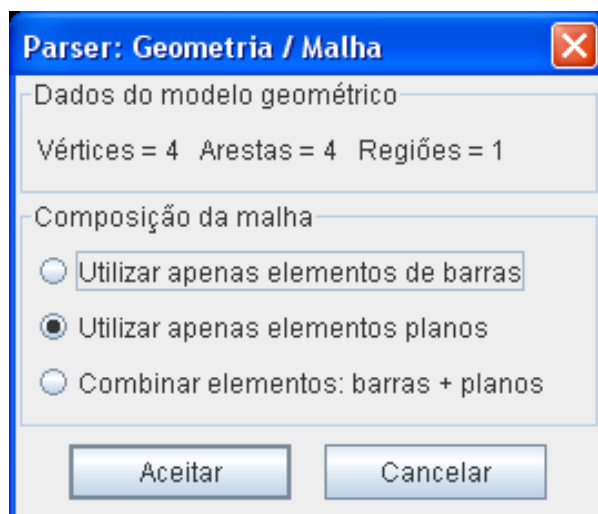 Parser: Geometria / Malha
Dados do modelo geométrico
Vértices = 4 Arestas = 4 Regiões = 1
Composição da malha
Utilizar apenas elementos de barras
Utilizar apenas elementos planos
Combinar elementos: barras + planos
Aceitar Cancelar